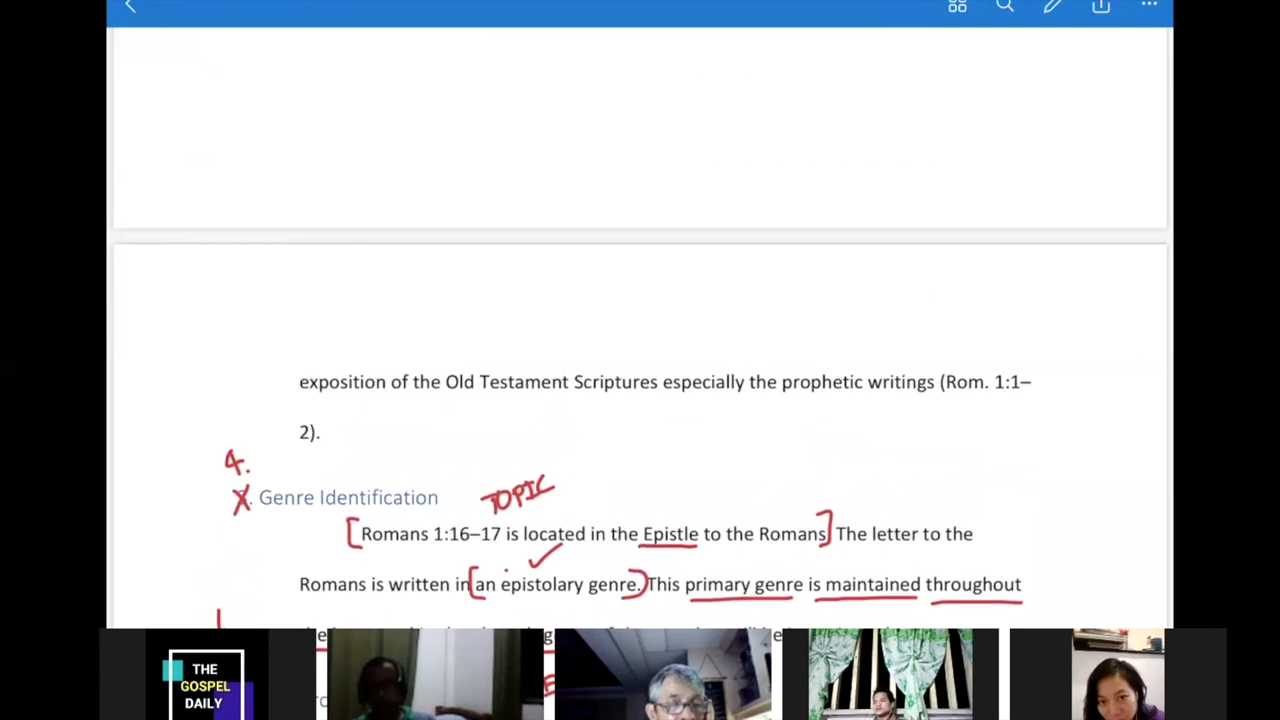 exposition of the Old Testament Scriptures especially the prophetic writings (Rom. 1:1–
2).
4.
Genre Identification
TOPIC
[Romans 1:16–17 is located in the Epistle to the Romans] The letter to the
Romans is written in [an epistolary genre.] This primary genre is maintained throughout
THE
GOSPEL
DAILY